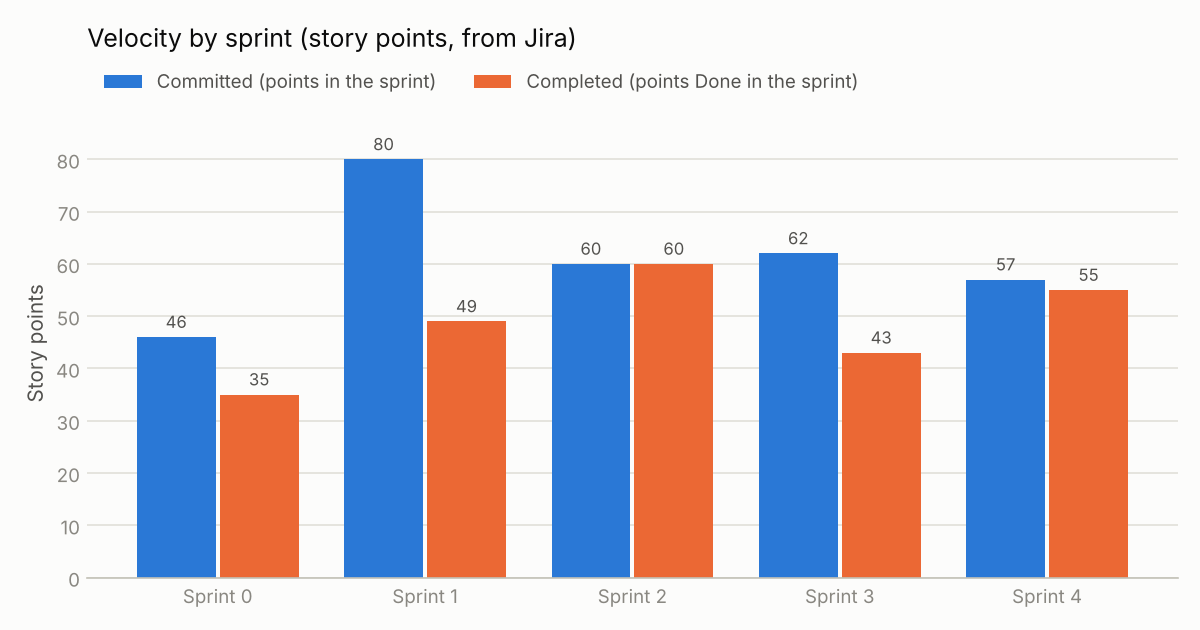 Velocity by sprint (story points, from Jira)
Committed (points in the sprint)
Completed (points Done in the sprint)
Story points
80
70
60
50
40
30
20
10
0
46
35
80
49
60
60
62
43
57
55
Sprint 0
Sprint 1
Sprint 2
Sprint 3
Sprint 4